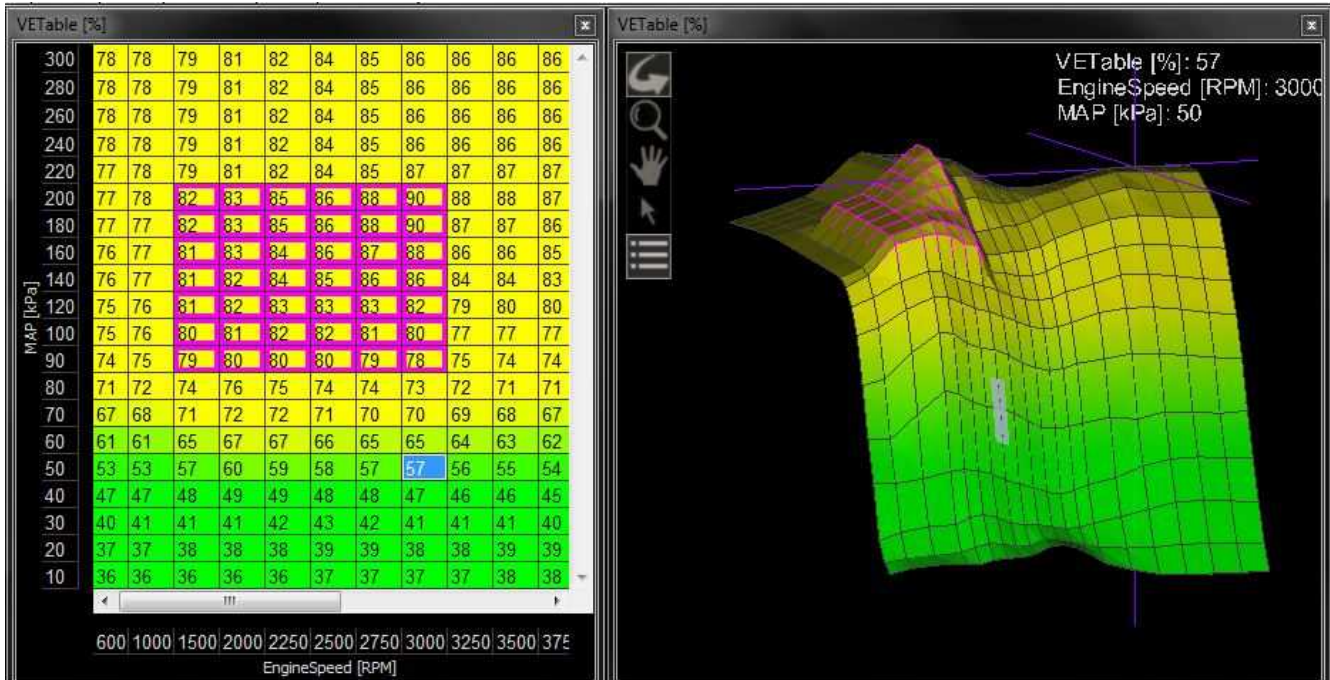 VETable [%]
300 78 78 79 81 82 84 85 86 86 86 86
280 78 78 79 81 82 84 85 86 86 86 86
260 78 78 79 81 82 84 85 86 86 86 86
240 78 78 79 81 82 84 85 86 86 86 86
220 77 78 79 81 82 84 85 87 87 87 87
200 77 78 82 83 85 86 88 90 88 88 87
180 77 77 82 83 85 86 88 90 87 87 86
160 76 77 81 83 84 86 87 88 86 86 85
140 76 77 81 82 84 85 86 86 84 84 83
120 75 76 81 82 83 83 83 82 79 80 80
100 75 76 80 81 82 82 81 80 77 77 77
90 74 75 79 80 80 80 79 78 75 74 74
80 71 72 74 76 75 74 74 73 72 71 71
70 67 68 71 72 72 71 70 70 69 68 67
60 61 61 65 67 67 66 65 65 64 63 62
50 53 53 57 60 59 58 57 57 56 55 54
40 47 47 48 49 49 48 48 47 46 46 45
30 40 41 41 41 42 43 42 41 41 41 40
20 37 37 38 38 38 39 39 38 38 39 39
10 36 36 36 36 36 37 37 37 37 38 38
MAP [kPa]
600 1000 1500 2000 2250 2500 2750 3000 3250 3500 375
EngineSpeed [RPM]
VETable [%]
VETable [%]: 57
EngineSpeed [RPM]: 3000
MAP [kPa]: 50